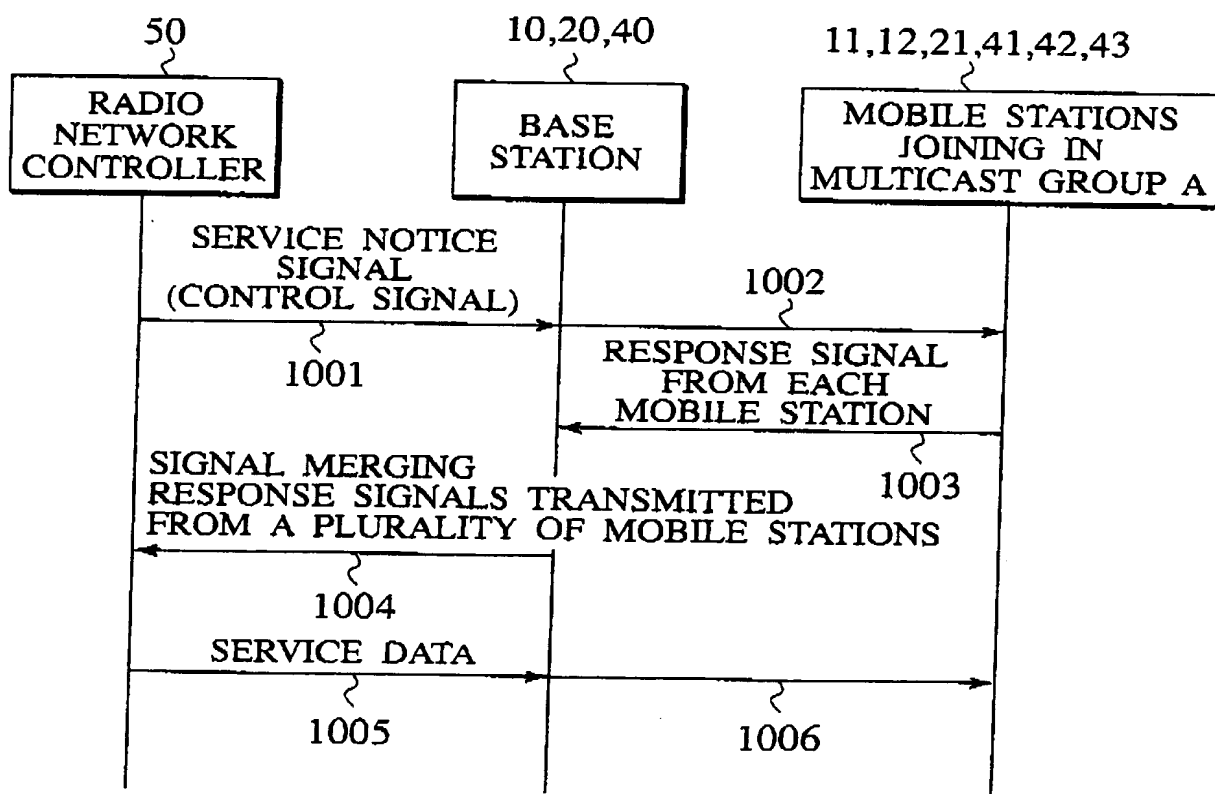 50
10,20,40
11,12,21,41,42,43
RADIO
NETWORK
CONTROLLER
BASE
STATION
MOBILE STATIONS
JOINING IN
MULTICAST GROUP A
SERVICE NOTICE
SIGNAL
(CONTROL SIGNAL)
1001
1002
RESPONSE SIGNAL
FROM EACH
MOBILE STATION
1003
SIGNAL MERGING
RESPONSE SIGNALS TRANSMITTED
FROM A PLURALITY OF MOBILE STATIONS
1004
SERVICE DATA
1005
1006